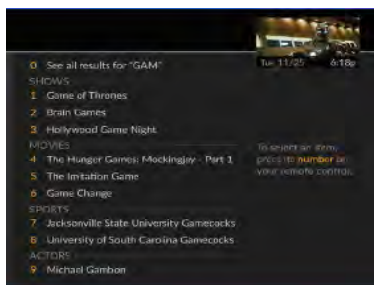 Tue 11/25 6:18p
0 See all results for "GAM"
SHOWS
1 Game of Thrones
2 Brain Games
3 Hollywood Game Night
MOVIES
4 The Hunger Games: Mockingjay - Part 1
5 The Imitation Game
6 Game Change
SPORTS
7 Jacksonville State University Gamecocks
8 University of South Carolina Gamecocks
ACTORS
9 Michael Gambon
To select an item,
press its number on
your remote control.